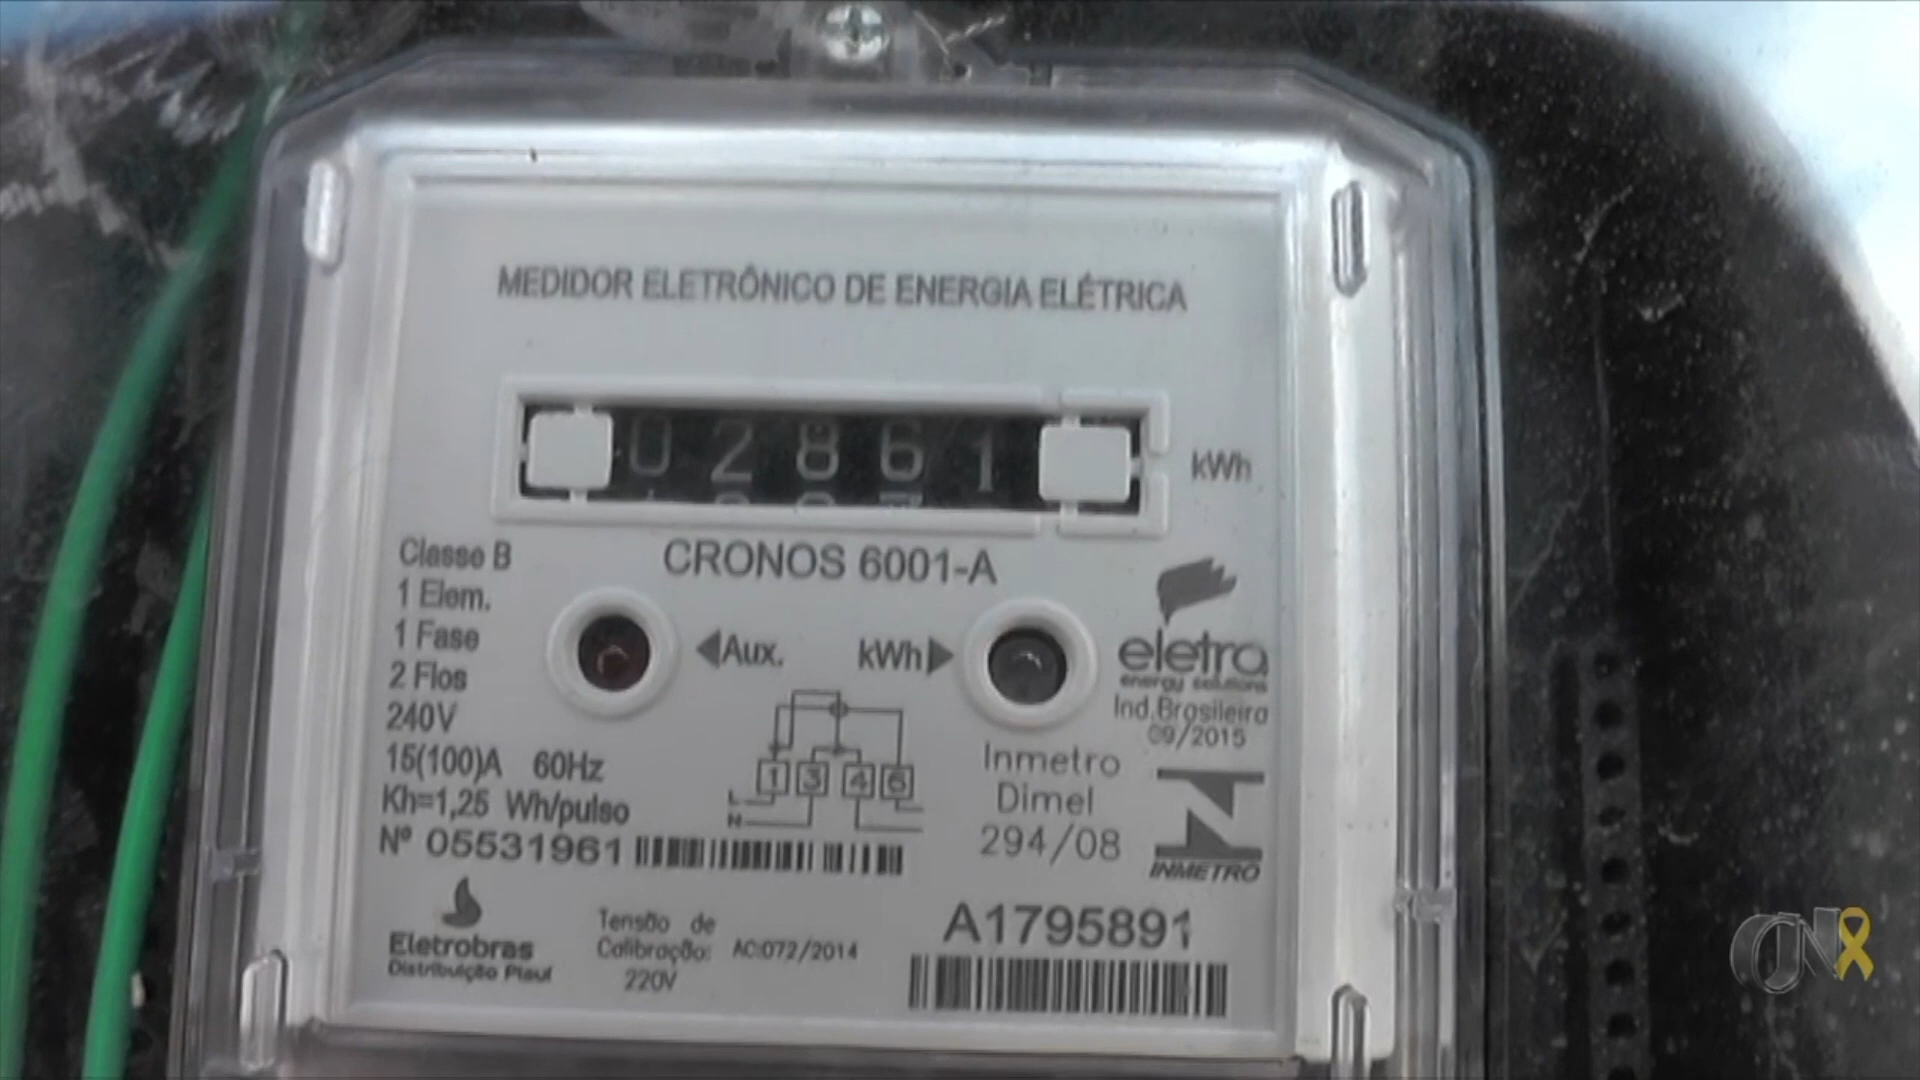 MEDIDOR ELETRÔNICO DE ENERGIA ELÉTRICA
02861 kWh
CRONOS 6001-A
Classe B
1 Elem.
1 Fase
2 Fios
240V
15(100)A 60Hz
Kh=1,25 Wh/pulso
Nº 05531961
◀Aux. kWh▶
eletra
energy solutions
Ind.Brasileira
09/2015
1 3 4 6
L
N
Inmetro
Dimel
294/08
INMETRO
Eletrobras
Distribuição Piauí
Tensão de
Calibração:
220V
AC:072/2014
A1795891